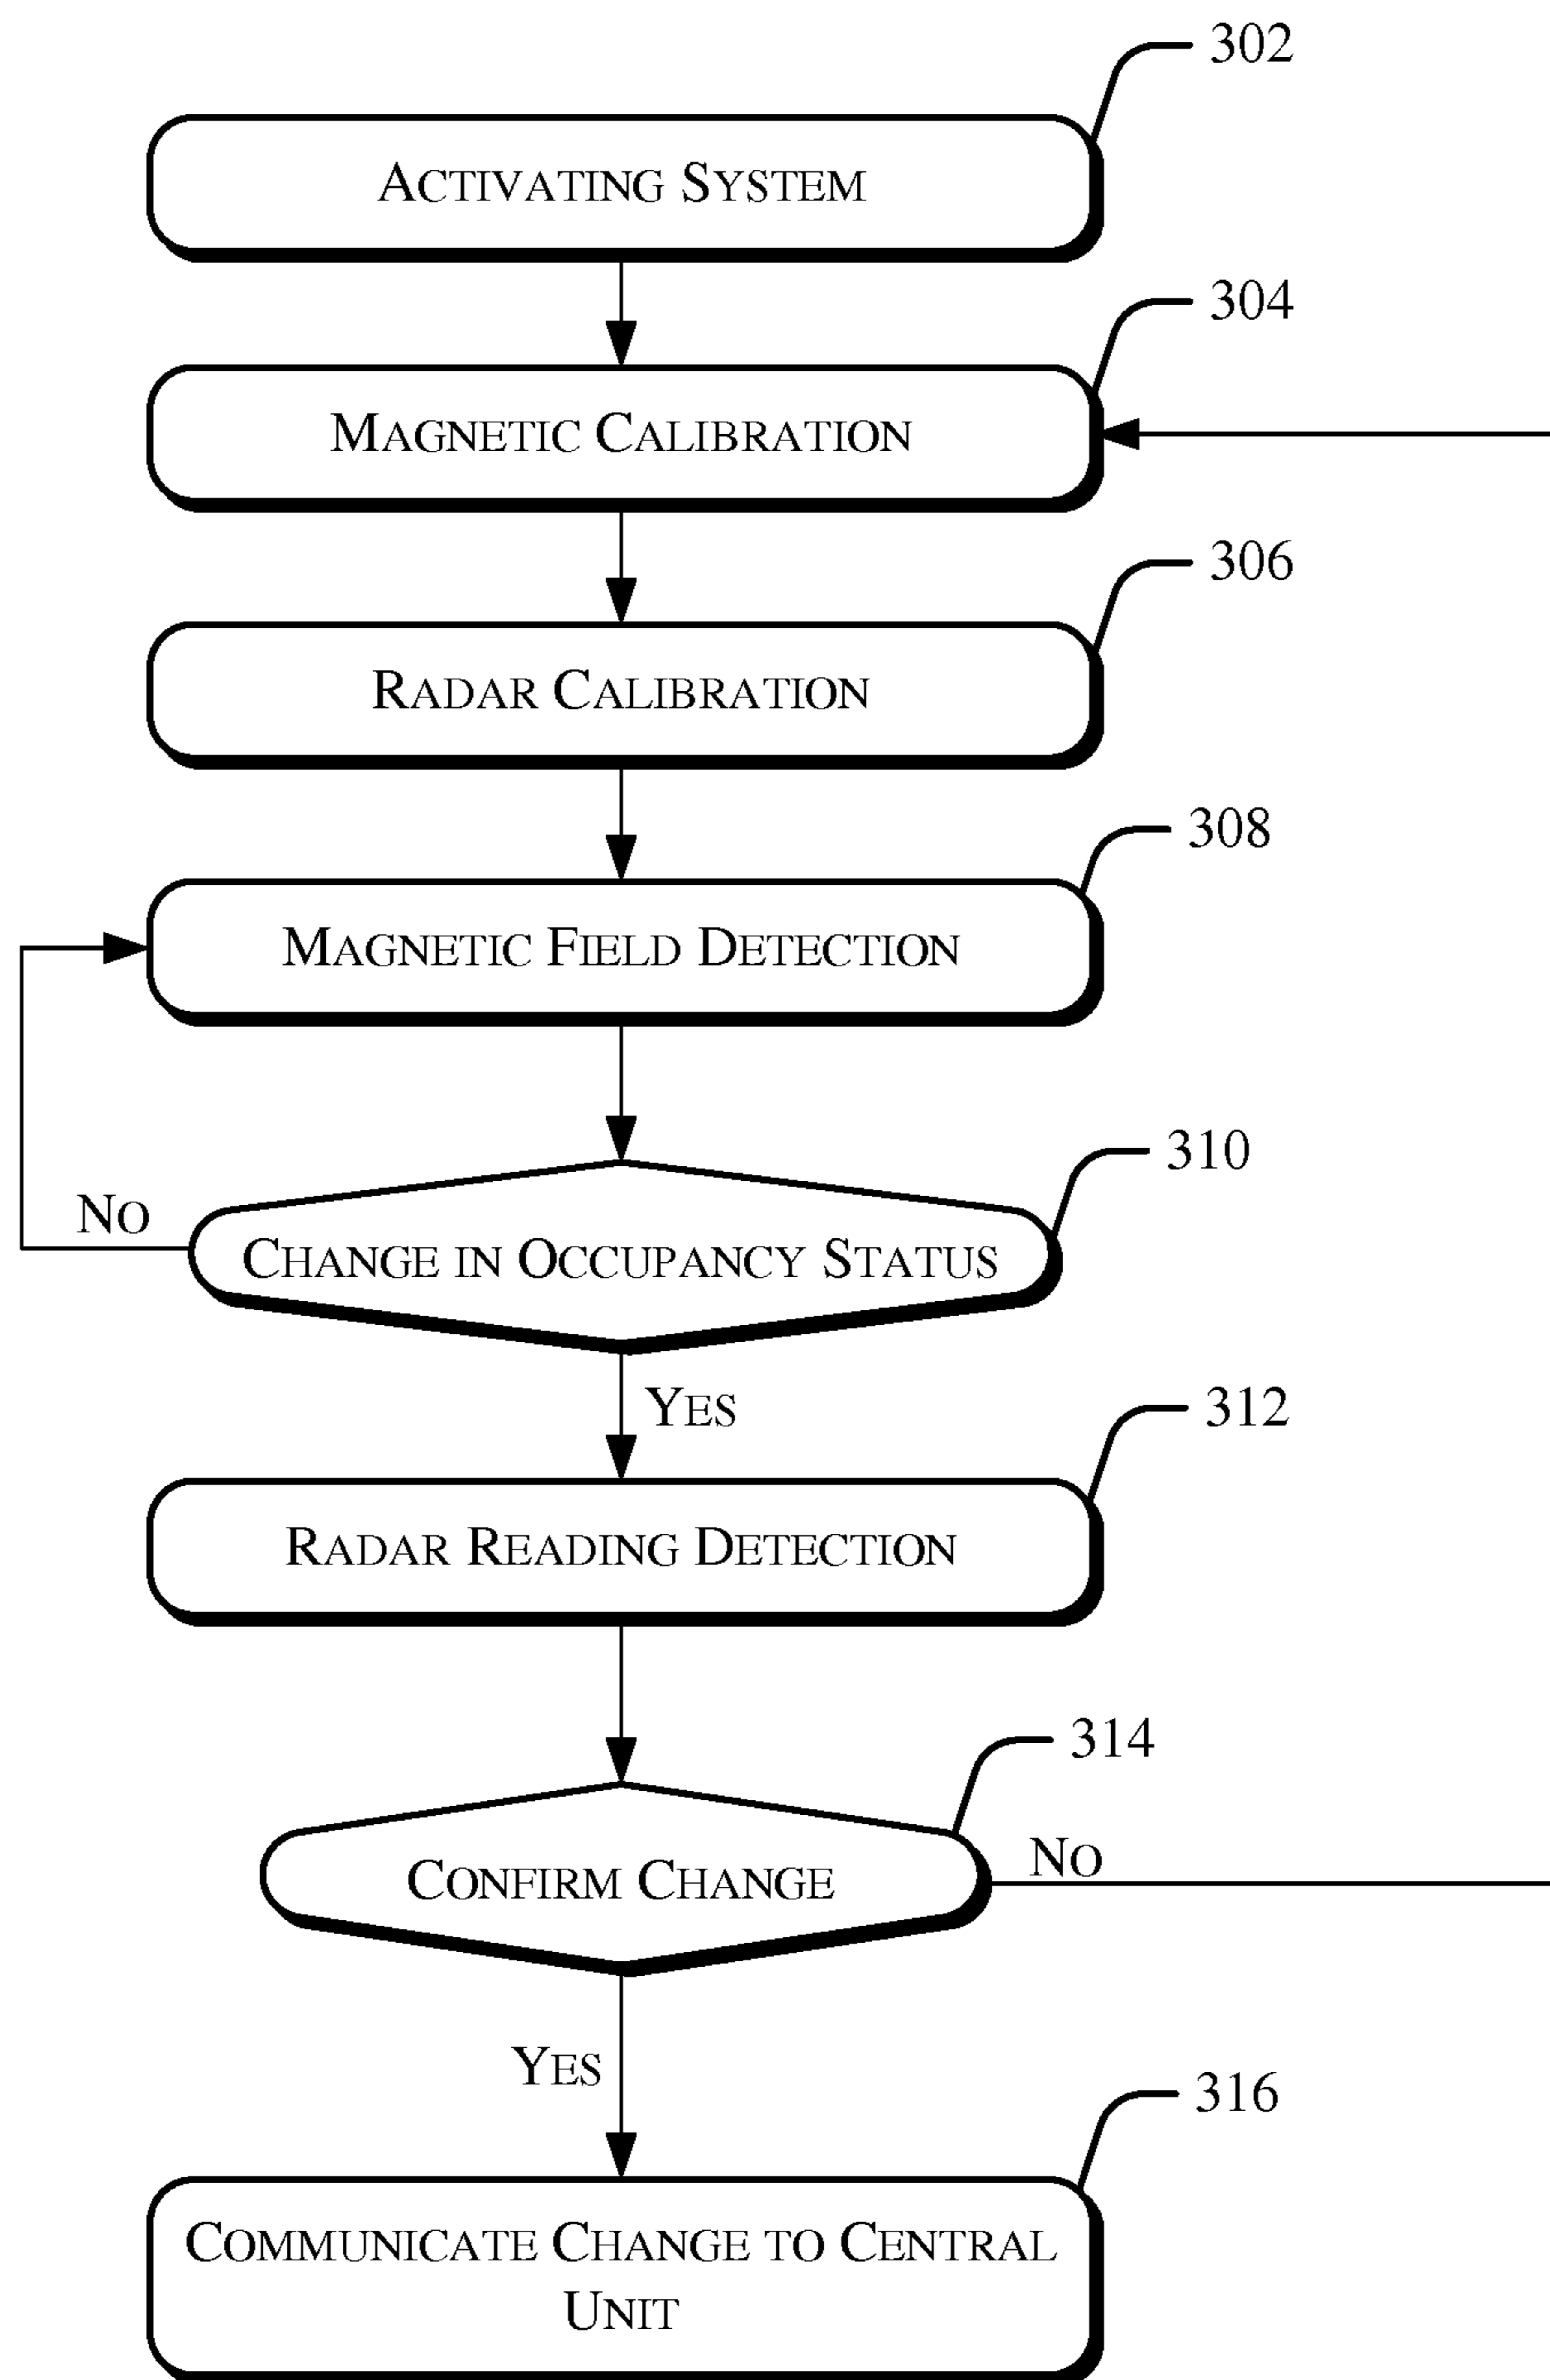 302
ACTIVATING SYSTEM
304
MAGNETIC CALIBRATION
306
RADAR CALIBRATION
308
MAGNETIC FIELD DETECTION
310
NO
CHANGE IN OCCUPANCY STATUS
YES
312
RADAR READING DETECTION
314
NO
CONFIRM CHANGE
YES
316
COMMUNICATE CHANGE TO CENTRAL
UNIT